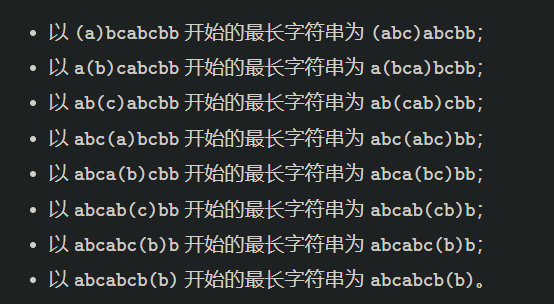 • 以 (a)bcabcbb 开始的最长字符串为 (abc)abcbb；
• 以 a(b)cabcbb 开始的最长字符串为 a(bca)bcbb；
• 以 ab(c)abcbb 开始的最长字符串为 ab(cab)cbb；
• 以 abc(a)bcbb 开始的最长字符串为 abc(abc)bb；
• 以 abca(b)cbb 开始的最长字符串为 abca(bc)bb；
• 以 abcab(c)bb 开始的最长字符串为 abcab(cb)b；
• 以 abcabc(b)b 开始的最长字符串为 abcabc(b)b；
• 以 abcabcb(b) 开始的最长字符串为 abcabcb(b)。